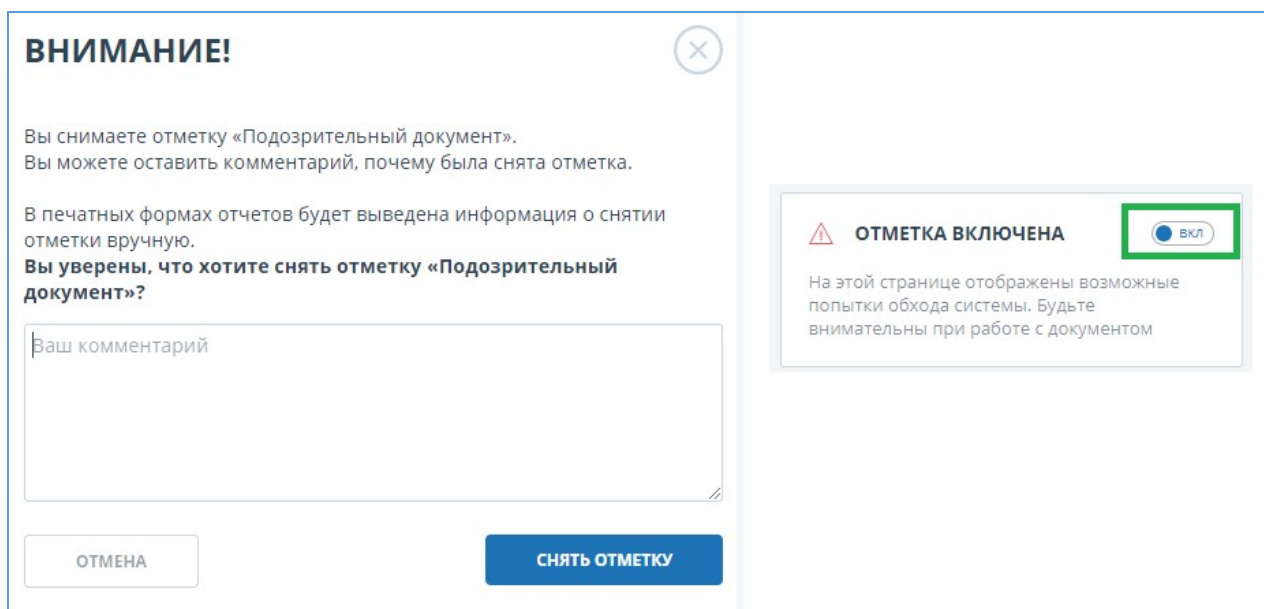 ВНИМАНИЕ!
Вы снимаете отметку «Подозрительный документ».
Вы можете оставить комментарий, почему была снята отметка.
В печатных формах отчетов будет выведена информация о снятии
отметки вручную.
Вы уверены, что хотите снять отметку «Подозрительный
документ»?
Ваш комментарий
ОТМЕНА
СНЯТЬ ОТМЕТКУ
ОТМЕТКА ВКЛЮЧЕНА
ВКЛ
На этой странице отображены возможные
попытки обхода системы. Будьте
внимательны при работе с документом